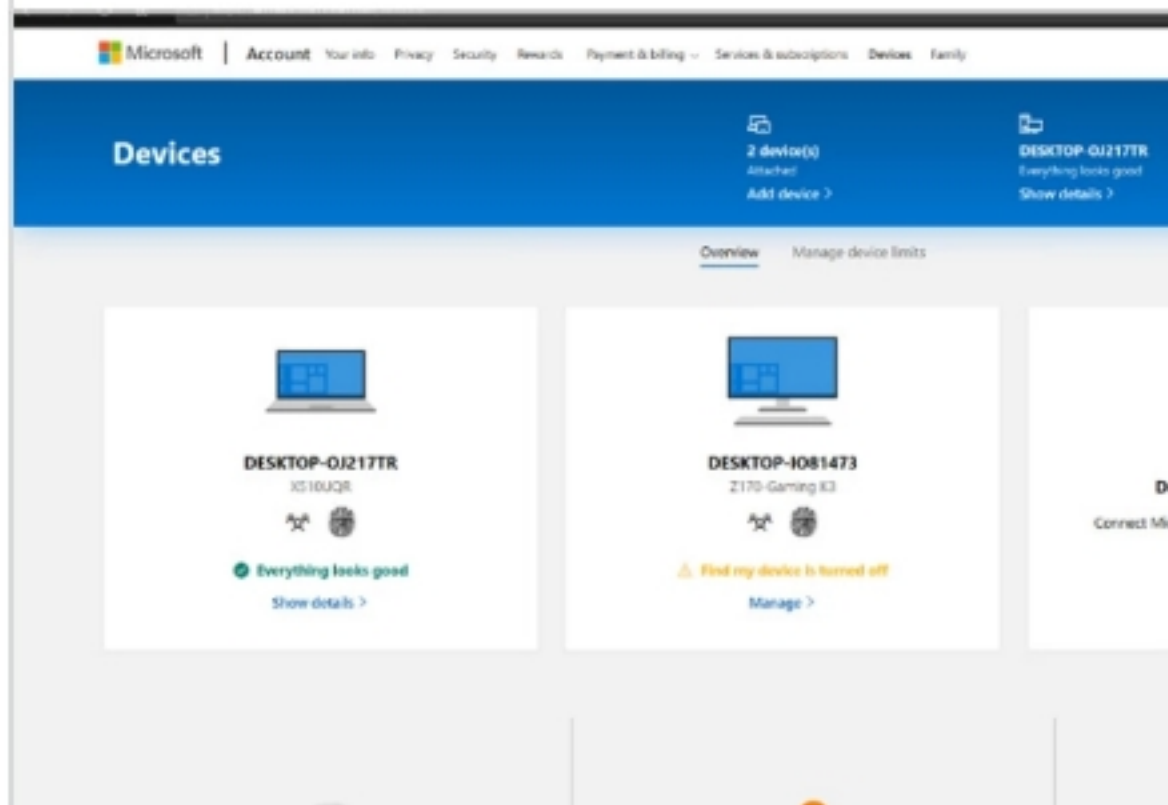 Microsoft | Account Your info Privacy Security Rewards Payment & billing Services & subscriptions Devices Family
Devices
2 device(s)
Attached
Add device >
DESKTOP-OJ217TR
Everything looks good
Show details >
Overview Manage device limits
DESKTOP-OJ217TR
X510UQR
Everything looks good
Show details >
DESKTOP-IO81473
Z170-Gaming K3
Find my device is turned off
Manage >
Connect